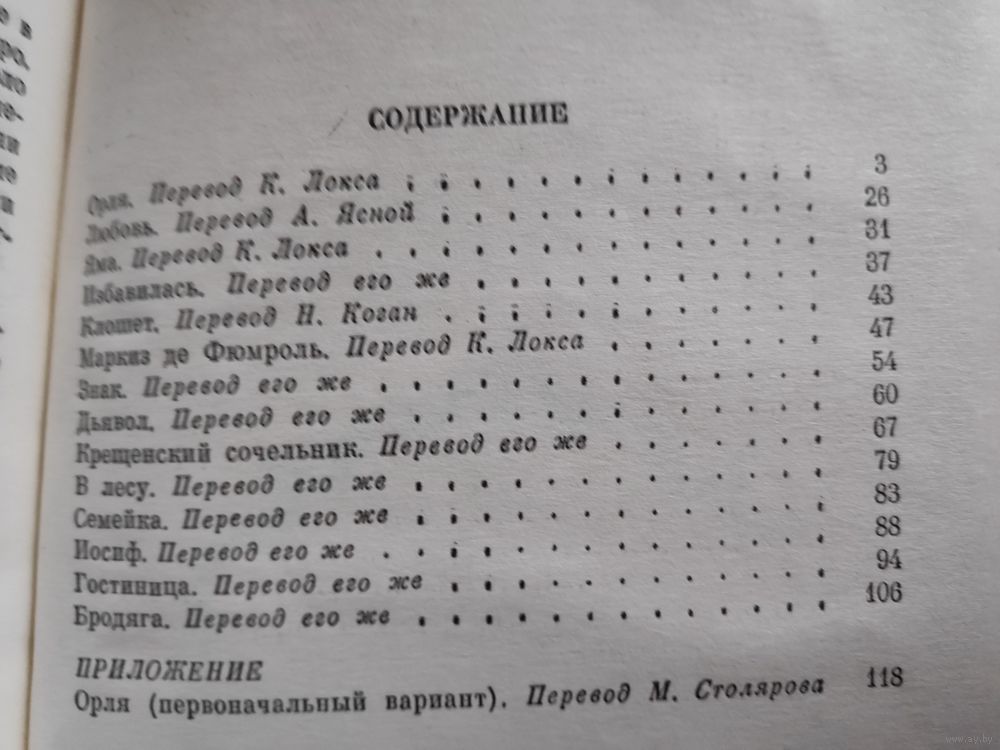 СОДЕРЖАНИЕ
Орля. Перевод К. Локса 3
Любовь. Перевод А. Ясной 26
Яма. Перевод К. Локса 31
Избавилась. Перевод его же 37
Клошет. Перевод Н. Коган 43
Маркиз де Фюмроль. Перевод К. Локса 47
Знак. Перевод его же 54
Дьявол. Перевод его же 60
Крещенский сочельник. Перевод его же 67
В лесу. Перевод его же 79
Семейка. Перевод его же 83
Иосиф. Перевод его же 88
Гостиница. Перевод его же 94
Бродяга. Перевод его же 106
ПРИЛОЖЕНИЕ
Орля (первоначальный вариант). Перевод М. Столярова 118
www.ay.by